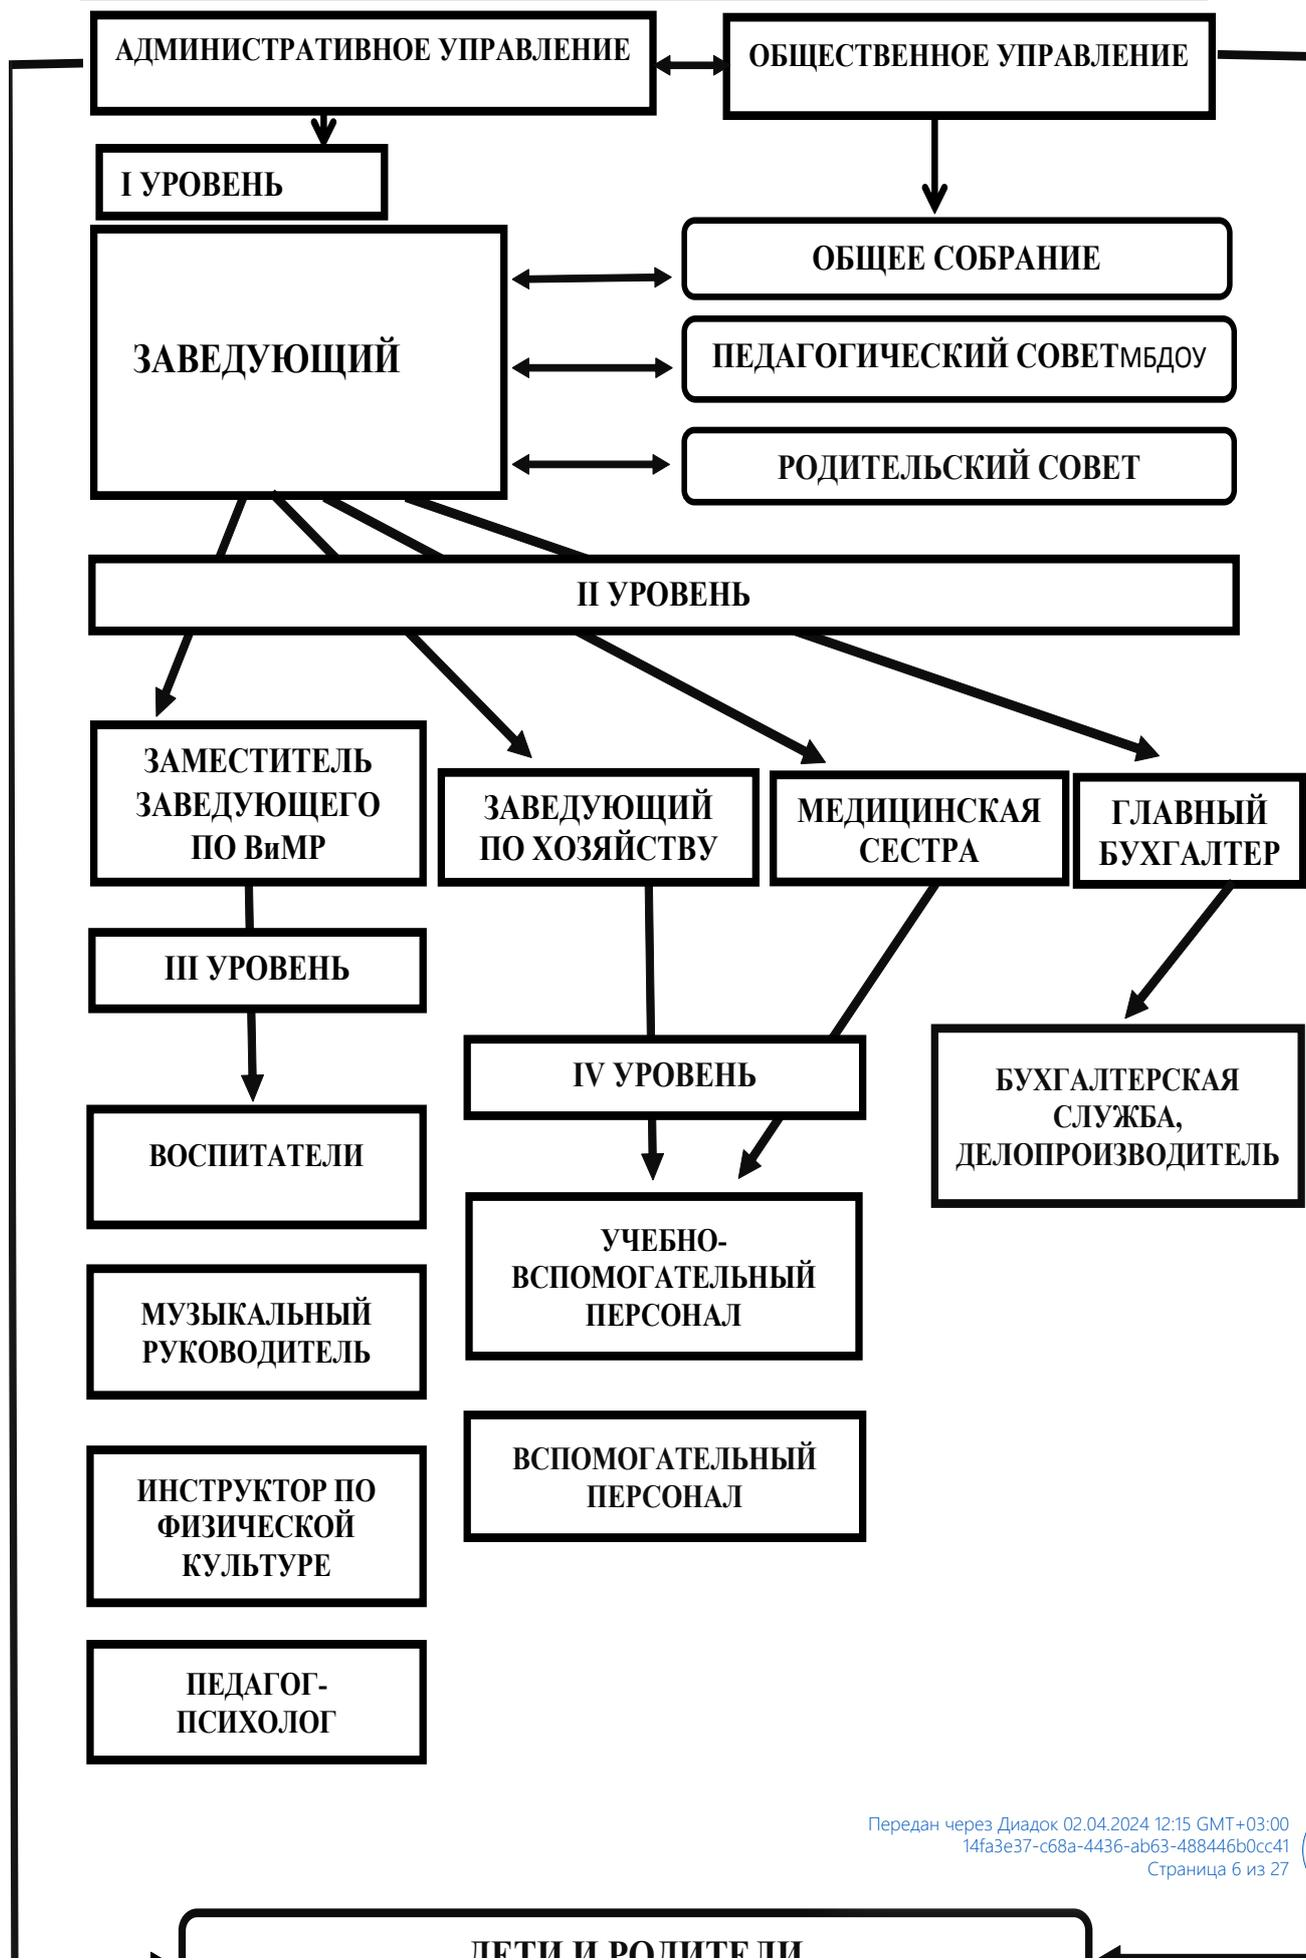 АДМИНИСТРАТИВНОЕ УПРАВЛЕНИЕ
ОБЩЕСТВЕННОЕ УПРАВЛЕНИЕ
I УРОВЕНЬ
ЗАВЕДУЮЩИЙ
ОБЩЕЕ СОБРАНИЕ
ПЕДАГОГИЧЕСКИЙ СОВЕТМБДОУ
РОДИТЕЛЬСКИЙ СОВЕТ
II УРОВЕНЬ
ЗАМЕСТИТЕЛЬ
ЗАВЕДУЮЩЕГО
ПО ВиМР
ЗАВЕДУЮЩИЙ
ПО ХОЗЯЙСТВУ
МЕДИЦИНСКАЯ
СЕСТРА
ГЛАВНЫЙ
БУХГАЛТЕР
III УРОВЕНЬ
IV УРОВЕНЬ
БУХГАЛТЕРСКАЯ
СЛУЖБА,
ДЕЛОПРОИЗВОДИТЕЛЬ
ВОСПИТАТЕЛИ
УЧЕБНО-
ВСПОМОГАТЕЛЬНЫЙ
ПЕРСОНАЛ
МУЗЫКАЛЬНЫЙ
РУКОВОДИТЕЛЬ
ВСПОМОГАТЕЛЬНЫЙ
ПЕРСОНАЛ
ИНСТРУКТОР ПО
ФИЗИЧЕСКОЙ
КУЛЬТУРЕ
ПЕДАГОГ-
ПСИХОЛОГ
Передан через Диадок 02.04.2024 12:15 GMT+03:00
14fa3e37-c68a-4436-ab63-488446b0cc41
Страница 6 из 27
ДЕТИ И РОДИТЕЛИ